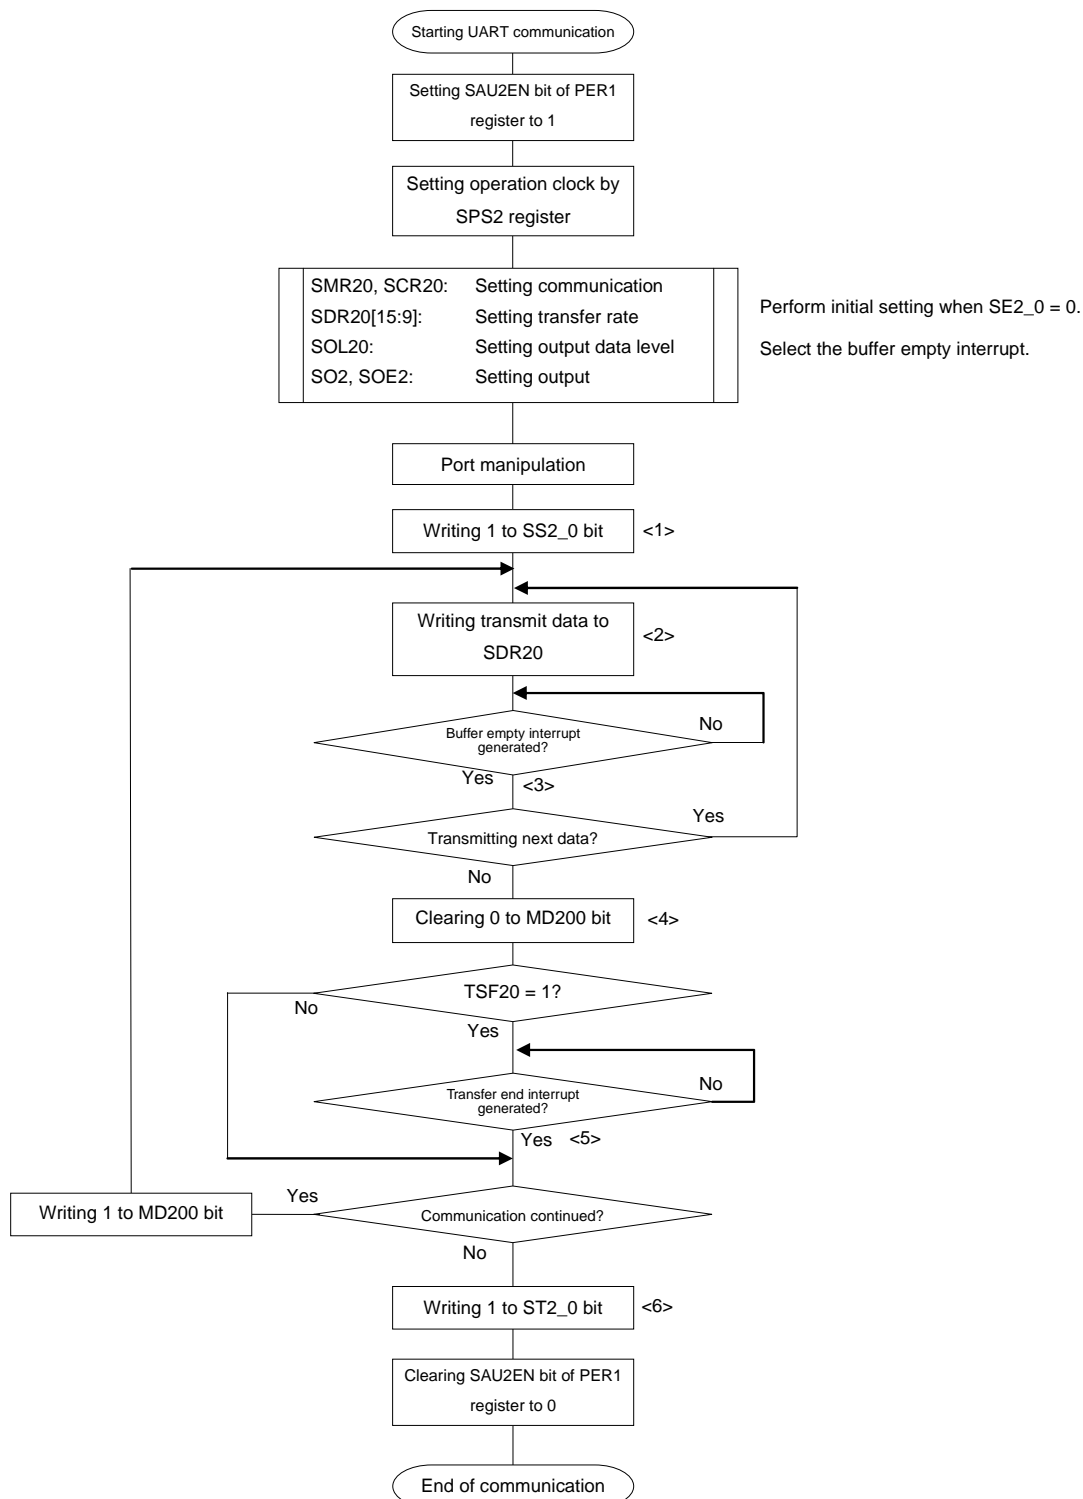 Starting UART communication
Setting SAU2EN bit of PER1
register to 1
Setting operation clock by
SPS2 register
SMR20, SCR20: Setting communication
SDR20[15:9]: Setting transfer rate
SOL20: Setting output data level
SO2, SOE2: Setting output
Perform initial setting when SE2_0 = 0.
Select the buffer empty interrupt.
Port manipulation
Writing 1 to SS2_0 bit <1>
Writing transmit data to
SDR20
<2>
Buffer empty interrupt
generated?
No
Yes <3>
Transmitting next data?
Yes
No
Clearing 0 to MD200 bit <4>
TSF20 = 1?
No
Yes
Transfer end interrupt
generated?
No
Yes <5>
Writing 1 to MD200 bit
Yes
Communication continued?
No
Writing 1 to ST2_0 bit <6>
Clearing SAU2EN bit of PER1
register to 0
End of communication